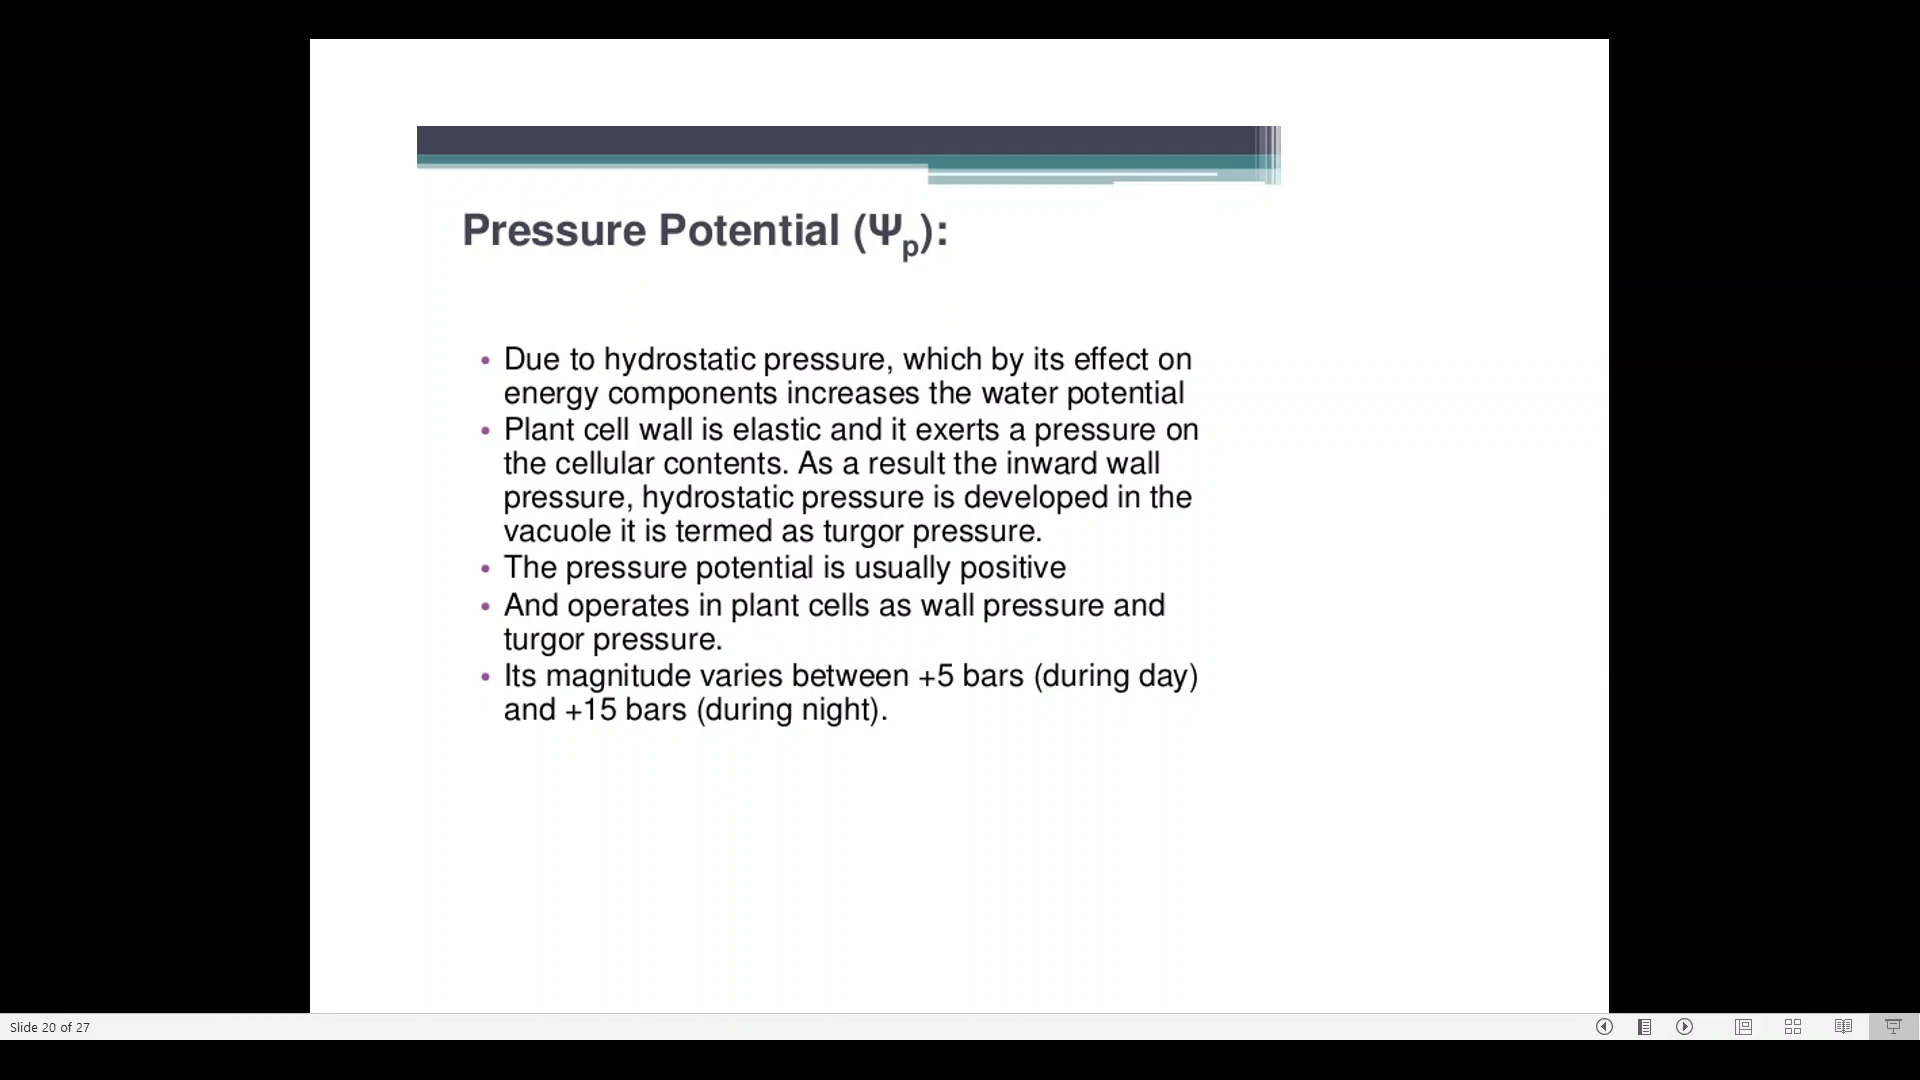 Pressure Potential (Ψp):
• Due to hydrostatic pressure, which by its effect on
energy components increases the water potential
• Plant cell wall is elastic and it exerts a pressure on
the cellular contents. As a result the inward wall
pressure, hydrostatic pressure is developed in the
vacuole it is termed as turgor pressure.
• The pressure potential is usually positive
• And operates in plant cells as wall pressure and
turgor pressure.
• Its magnitude varies between +5 bars (during day)
and +15 bars (during night).
Slide 20 of 27